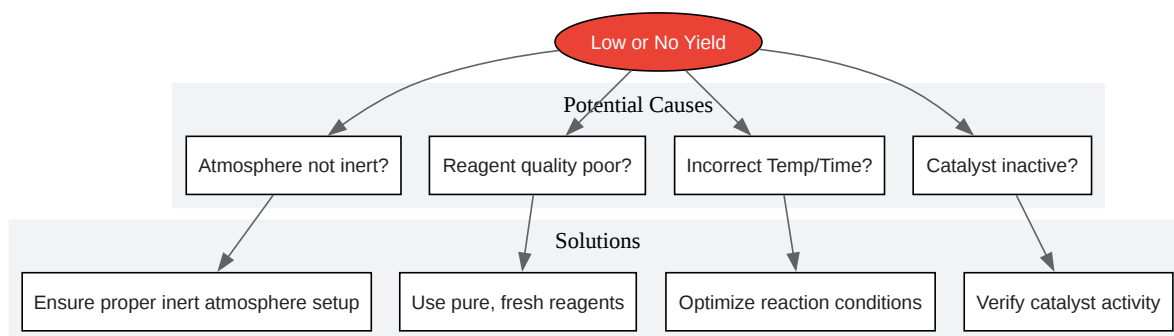 Low or No Yield
Potential Causes
Atmosphere not inert?
Reagent quality poor?
Incorrect Temp/Time?
Catalyst inactive?
Solutions
Ensure proper inert atmosphere setup
Use pure, fresh reagents
Optimize reaction conditions
Verify catalyst activity